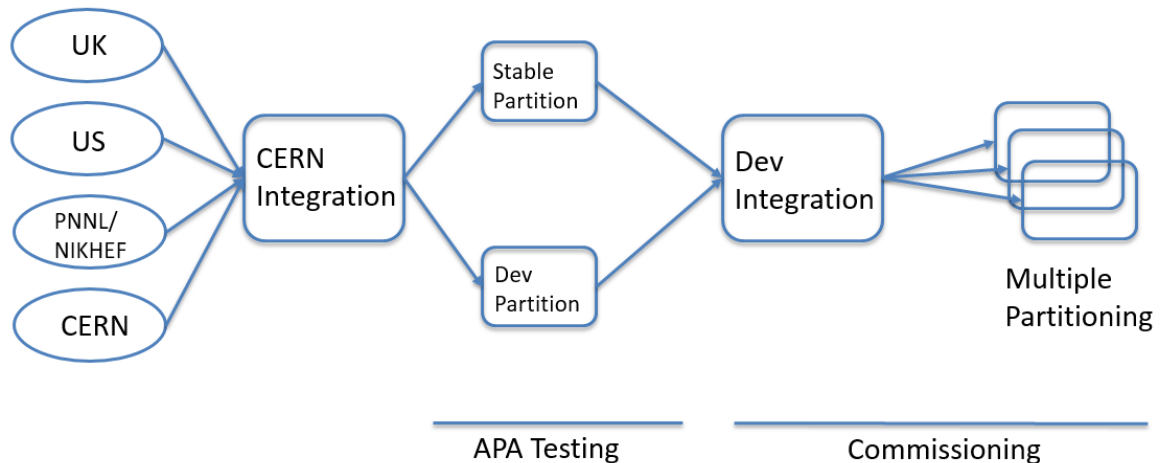 UK
US
PNNL/
NIKHEF
CERN
CERN
Integration
Stable
Partition
Dev
Partition
Dev
Integration
Multiple
Partitioning
APA Testing
Commissioning